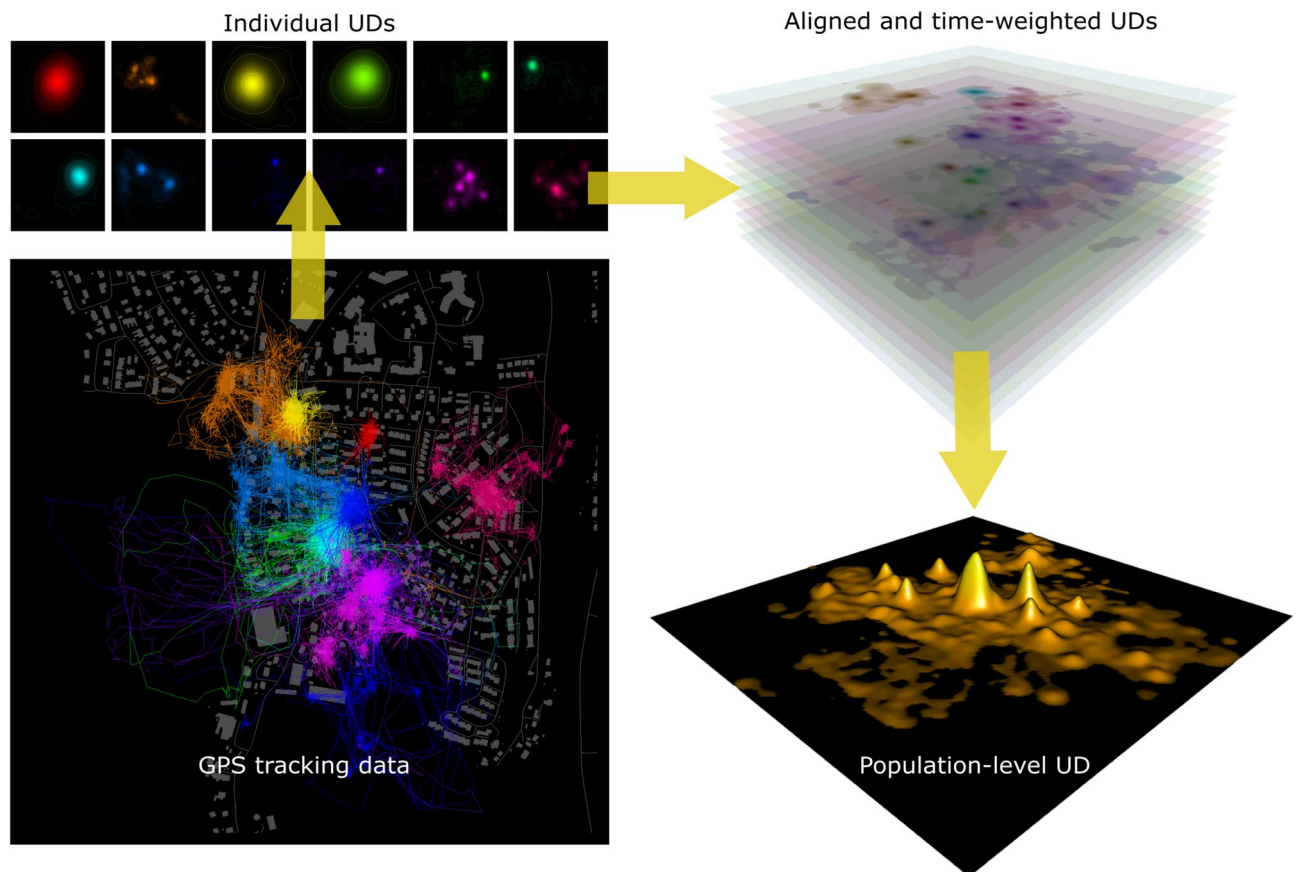 Individual UDs
Aligned and time-weighted UDs
GPS tracking data
Population-level UD